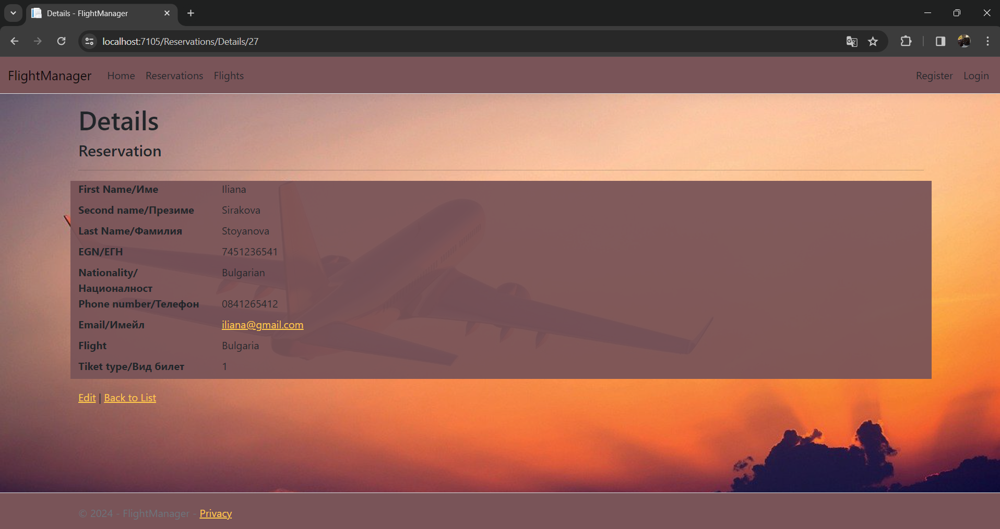 Details - FlightManager
localhost:7105/Reservations/Details/27
FlightManager Home Reservations Flights Register Login
Details
Reservation
First Name/Име Iliana
Second name/Презиме Sirakova
Last Name/Фамилия Stoyanova
EGN/ЕГН 7451236541
Nationality/ Bulgarian
Националност
Phone number/Телефон 0841265412
Email/Имейл iliana@gmail.com
Flight Bulgaria
Tiket type/Вид билет 1
Edit | Back to List
© 2024 - FlightManager - Privacy